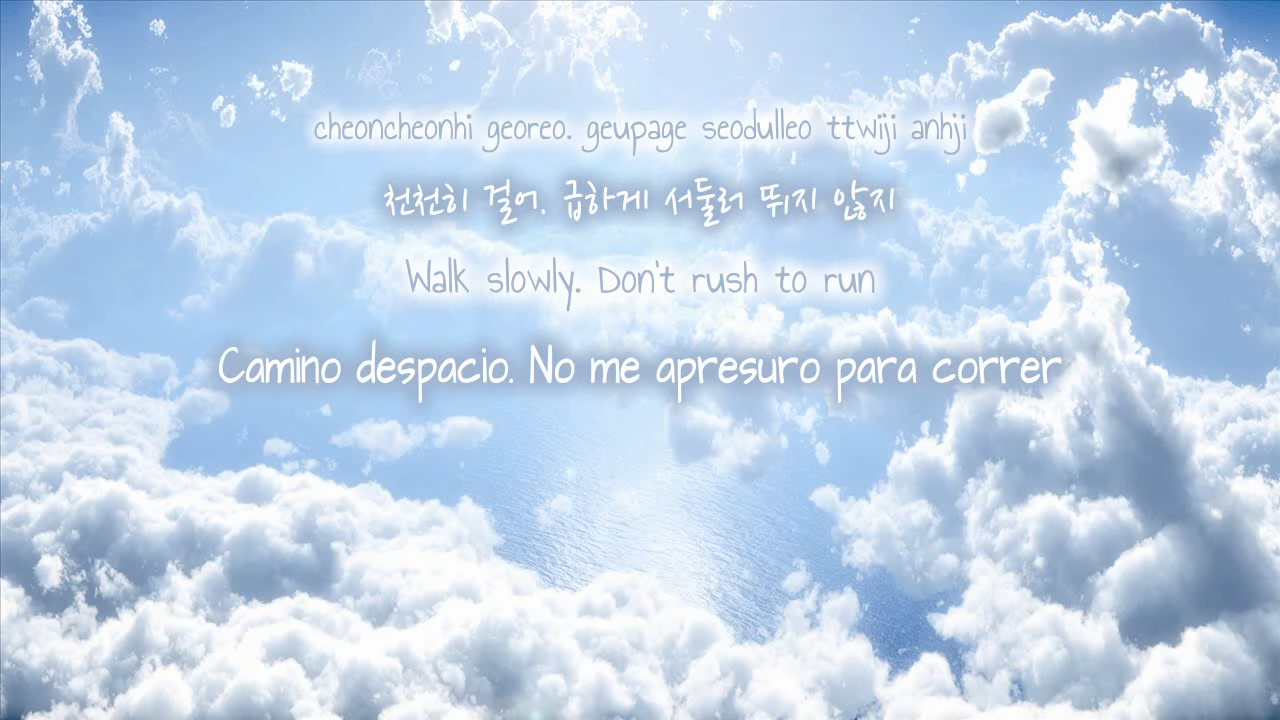 cheoncheonhi georeo. geupage seodulleo ttwiji anhji
천천히 걸어. 급하게 서둘러 뛰지 않지
Walk slowly. Don't rush to run
Camino despacio. No me apresuro para correr